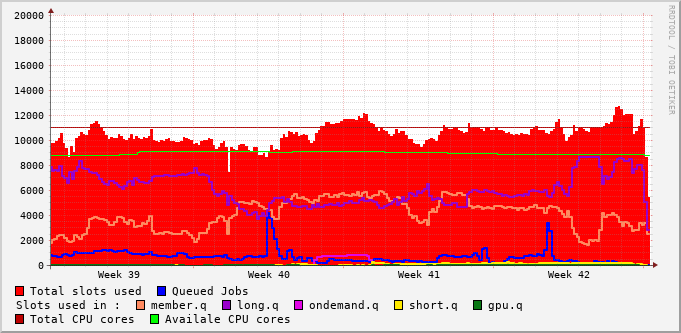 RRDTOOL / TOBI OETIKER
20000
18000
16000
14000
12000
10000
8000
6000
4000
2000
0
Week 39 Week 40 Week 41 Week 42
Total slots used Queued Jobs
Slots used in : member.q long.q ondemand.q short.q gpu.q
Total CPU cores Availale CPU cores